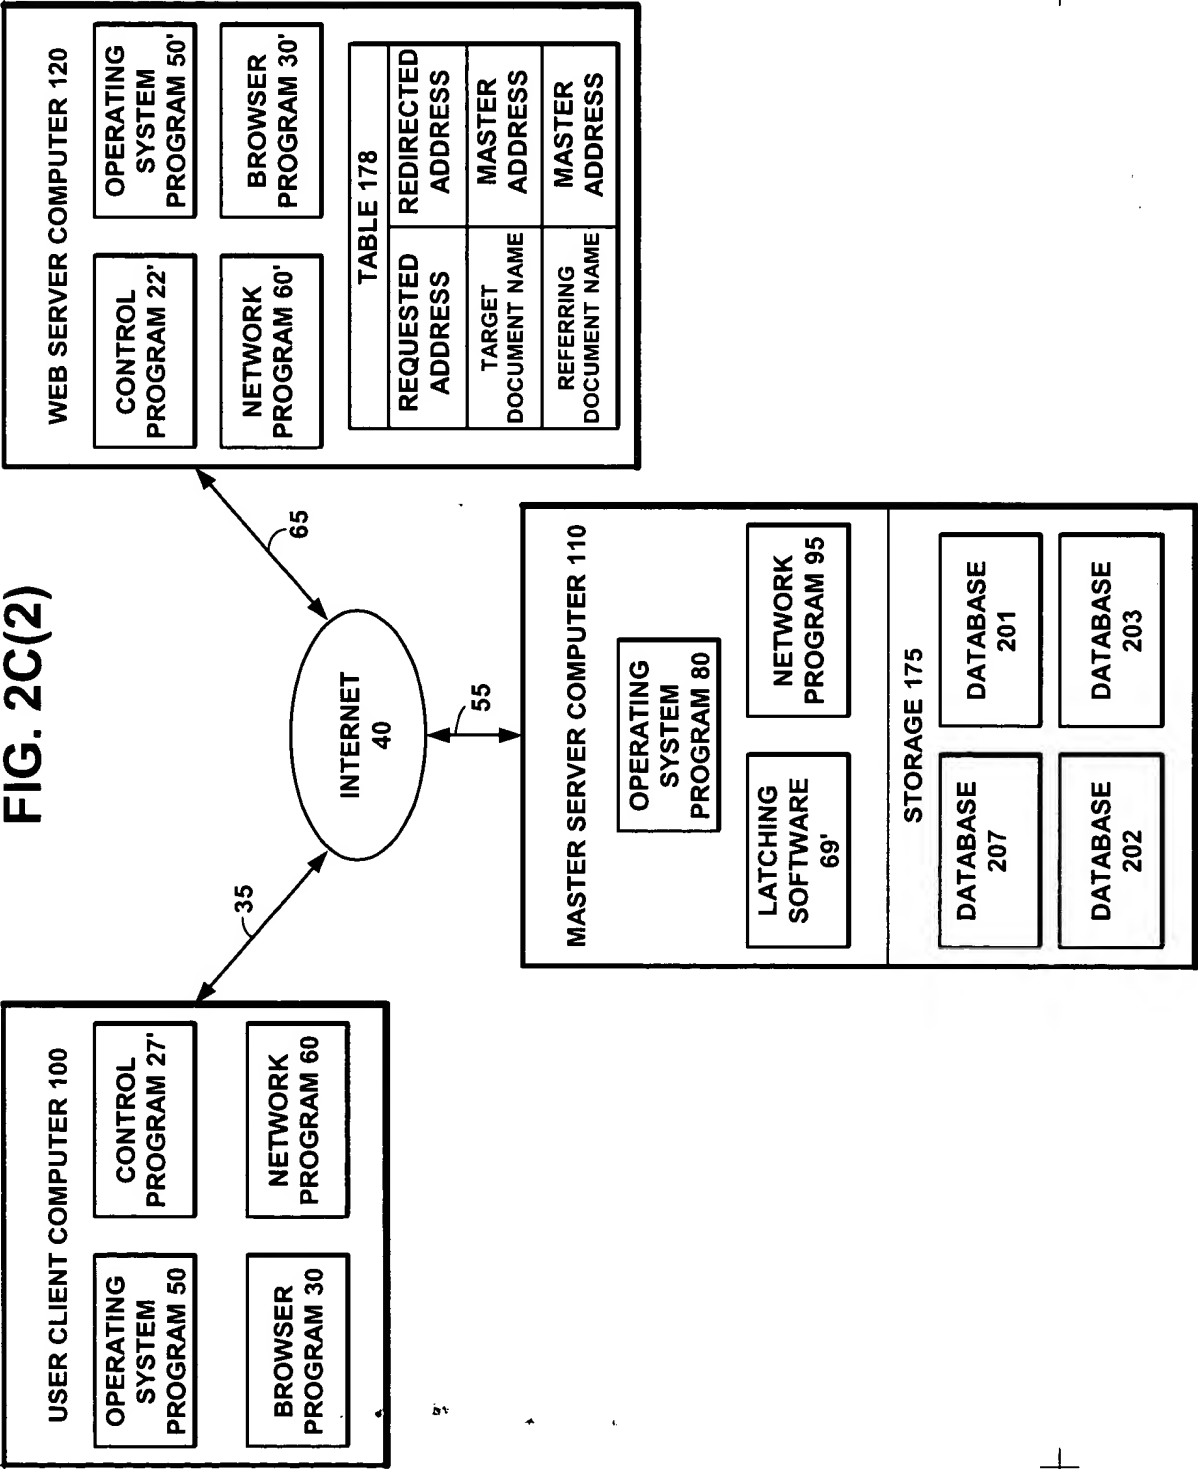 FIG. 2C(2)
USER CLIENT COMPUTER 100
OPERATING
SYSTEM
PROGRAM 50
CONTROL
PROGRAM 27'
BROWSER
PROGRAM 30
NETWORK
PROGRAM 60
35
INTERNET
40
65
55
WEB SERVER COMPUTER 120
CONTROL
PROGRAM 22'
OPERATING
SYSTEM
PROGRAM 50'
NETWORK
PROGRAM 60'
BROWSER
PROGRAM 30'
TABLE 178
REQUESTED
ADDRESS
REDIRECTED
ADDRESS
TARGET
DOCUMENT NAME
MASTER
ADDRESS
REFERRING
DOCUMENT NAME
MASTER
ADDRESS
MASTER SERVER COMPUTER 110
OPERATING
SYSTEM
PROGRAM 80
LATCHING
SOFTWARE
69'
NETWORK
PROGRAM 95
STORAGE 175
DATABASE
207
DATABASE
201
DATABASE
202
DATABASE
203